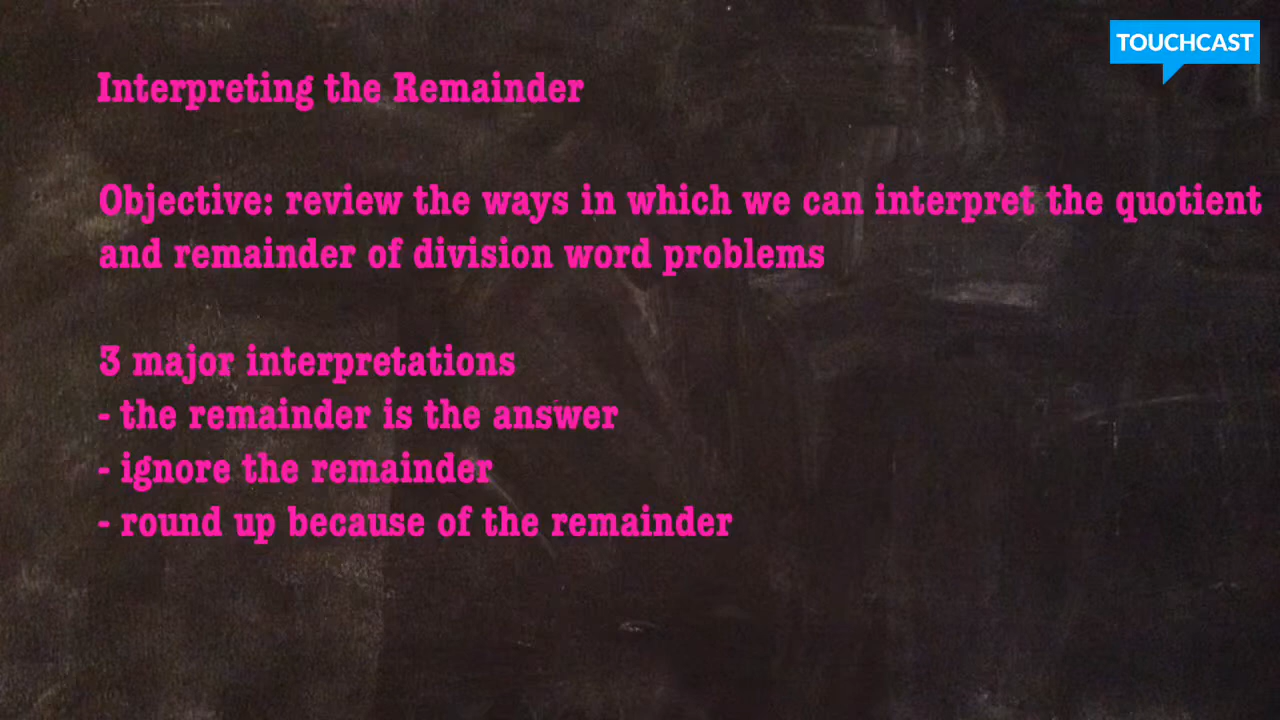 TOUCHCAST
Interpreting the Remainder
Objective: review the ways in which we can interpret the quotient
and remainder of division word problems
3 major interpretations
- the remainder is the answer
- ignore the remainder
- round up because of the remainder